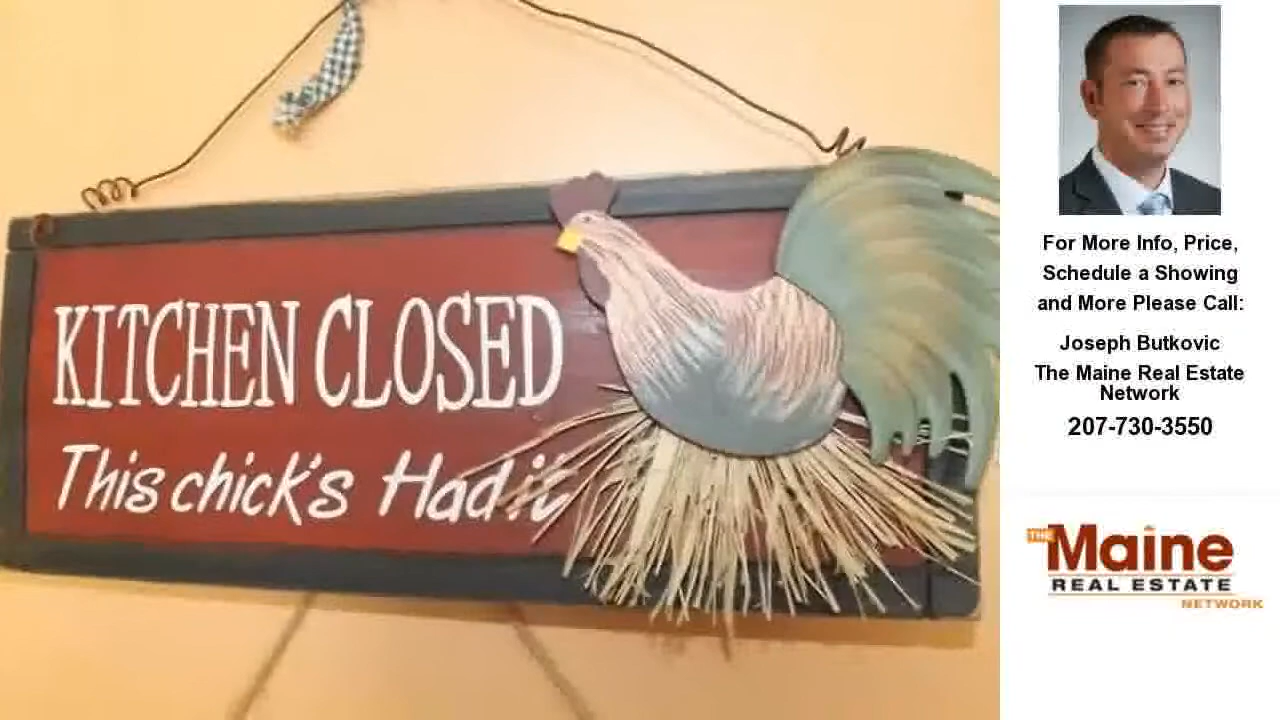 KITCHEN CLOSED
This chick's Had it
For More Info, Price,
Schedule a Showing
and More Please Call:
Joseph Butkovic
The Maine Real Estate
Network
207-730-3550
THE Maine
REAL ESTATE
NETWORK